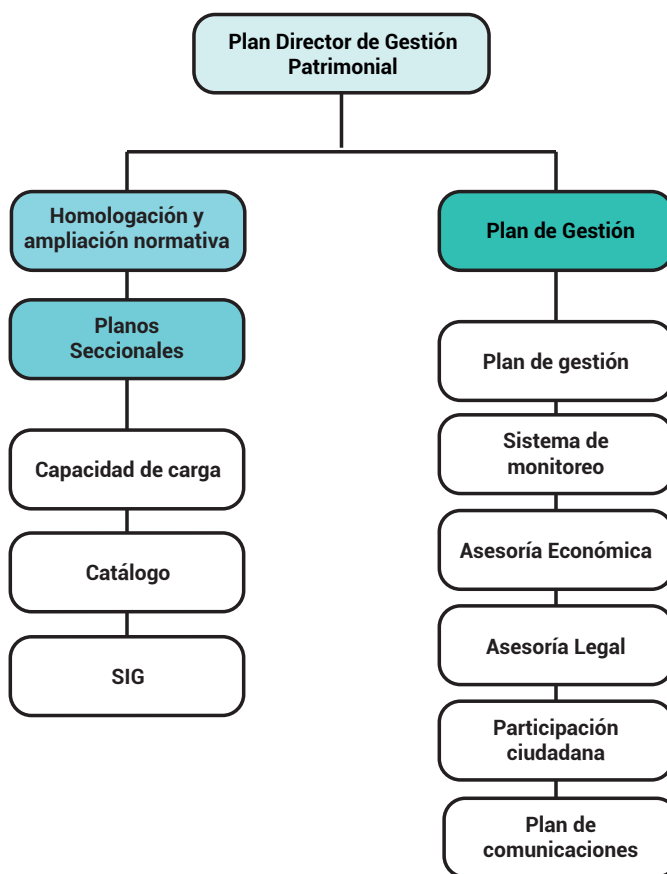 Plan Director de Gestión
Patrimonial
Homologación y
ampliación normativa
Planos
Seccionales
Capacidad de carga
Catálogo
SIG
Plan de Gestión
Plan de gestión
Sistema de
monitoreo
Asesoría Económica
Asesoría Legal
Participación
ciudadana
Plan de
comunicaciones